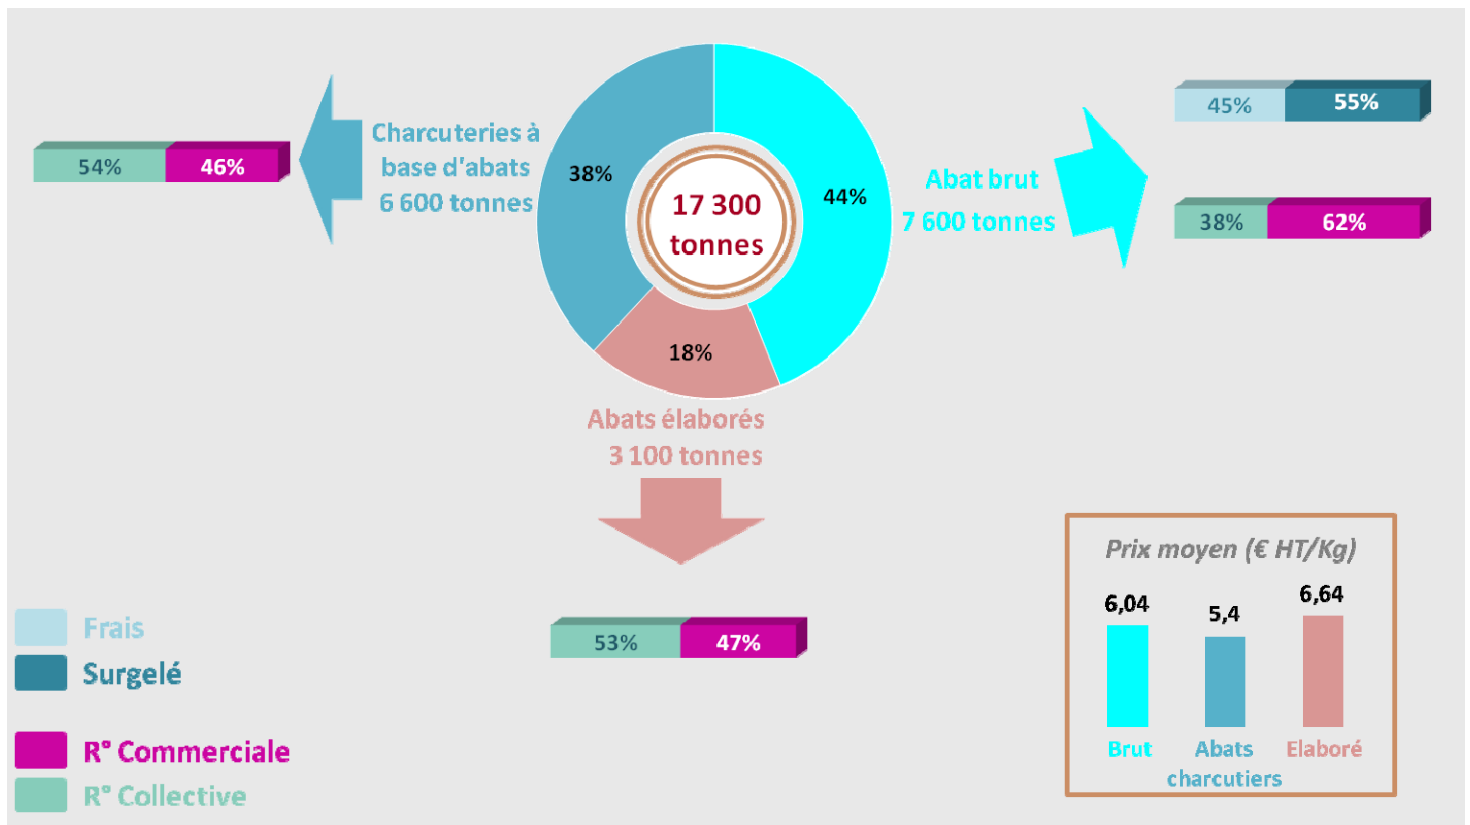 45%
55%
Charcuteries à
base d'abats
6 600 tonnes
54%
46%
38%
44%
17 300
tonnes
Abat brut
7 600 tonnes
38%
62%
18%
Abats élaborés
3 100 tonnes
53%
47%
Prix moyen (€ HT/Kg)
6,04
5,4
6,64
Brut
Abats
charcutiers
Elaboré
Frais
Surgelé
R° Commerciale
R° Collective